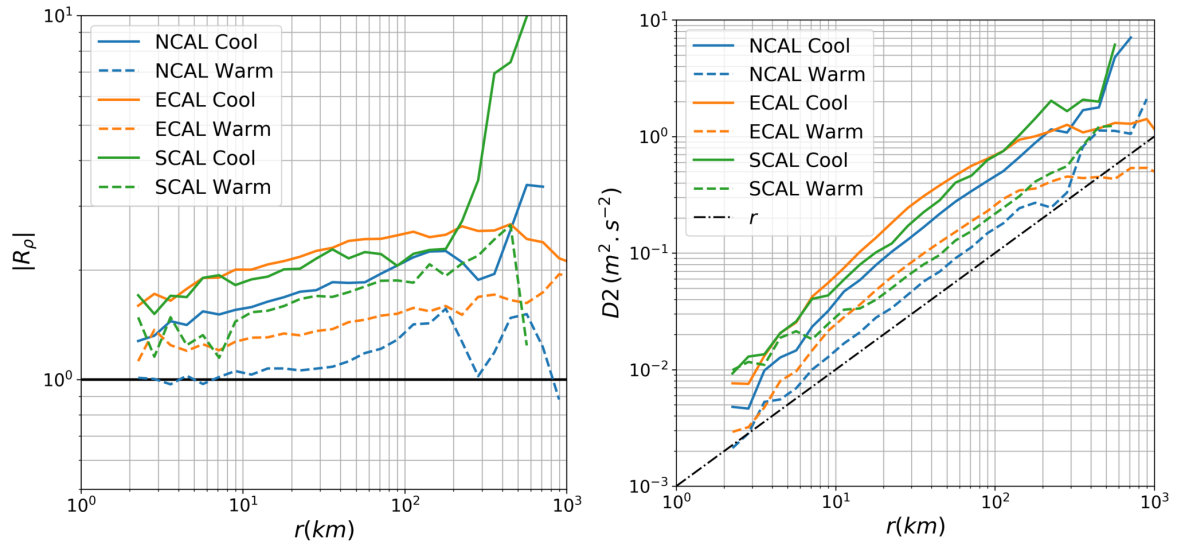 10¹
|R_ρ|
10⁰
NCAL Cool
NCAL Warm
ECAL Cool
ECAL Warm
SCAL Cool
SCAL Warm
10⁰ 10¹ 10² 10³
r(km)
10¹
10⁰
10⁻¹
10⁻²
10⁻³
D2 (m².s⁻²)
NCAL Cool
NCAL Warm
ECAL Cool
ECAL Warm
SCAL Cool
SCAL Warm
r
10⁰ 10¹ 10² 10³
r(km)